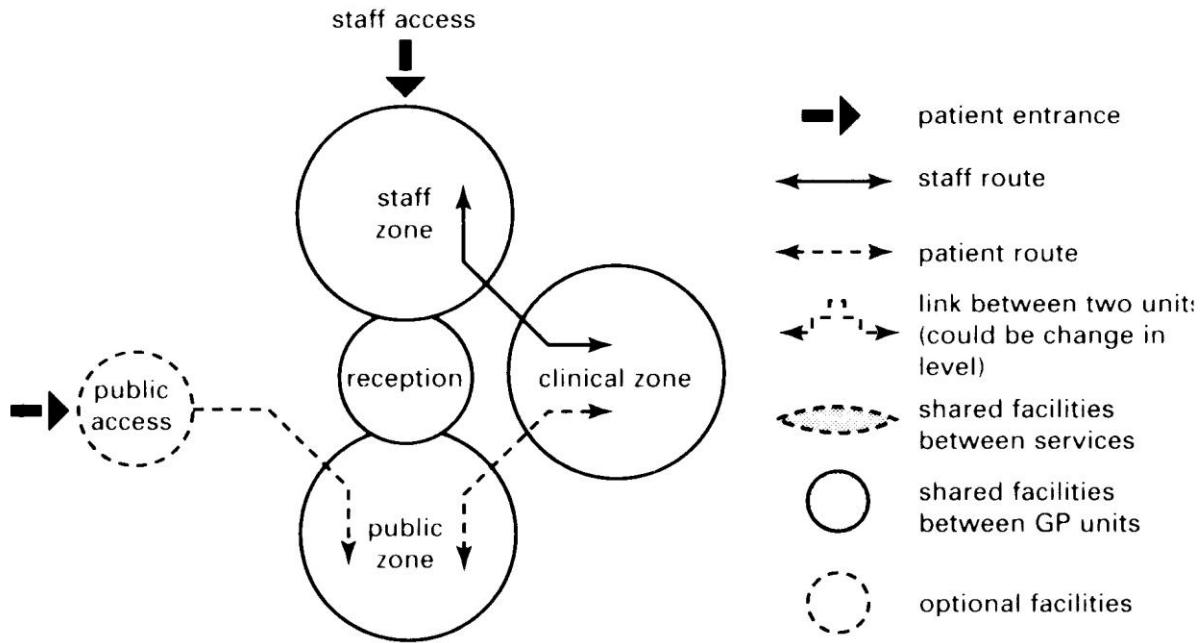 staff access
staff
zone
reception
clinical zone
public
access
public
zone
patient entrance
staff route
patient route
link between two units
(could be change in
level)
shared facilities
between services
shared facilities
between GP units
optional facilities